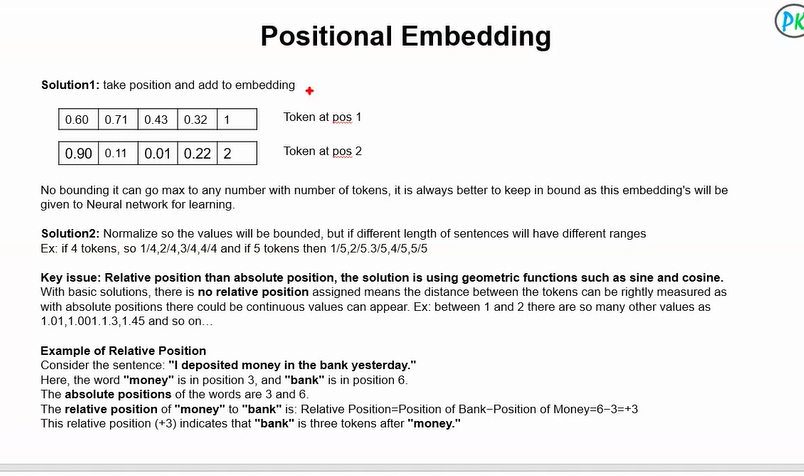 Positional Embedding
PK
Solution1: take position and add to embedding
0.60 0.71 0.43 0.32 1 Token at pos 1
0.90 0.11 0.01 0.22 2 Token at pos 2
No bounding it can go max to any number with number of tokens, it is always better to keep in bound as this embedding's will be
given to Neural network for learning.
Solution2: Normalize so the values will be bounded, but if different length of sentences will have different ranges
Ex: if 4 tokens, so 1/4,2/4,3/4,4/4 and if 5 tokens then 1/5,2/5.3/5,4/5,5/5
Key issue: Relative position than absolute position, the solution is using geometric functions such as sine and cosine.
With basic solutions, there is no relative position assigned means the distance between the tokens can be rightly measured as
with absolute positions there could be continuous values can appear. Ex: between 1 and 2 there are so many other values as
1.01,1.001.1.3,1.45 and so on…
Example of Relative Position
Consider the sentence: "I deposited money in the bank yesterday."
Here, the word "money" is in position 3, and "bank" is in position 6.
The absolute positions of the words are 3 and 6.
The relative position of "money" to "bank" is: Relative Position=Position of Bank−Position of Money=6−3=+3
This relative position (+3) indicates that "bank" is three tokens after "money."